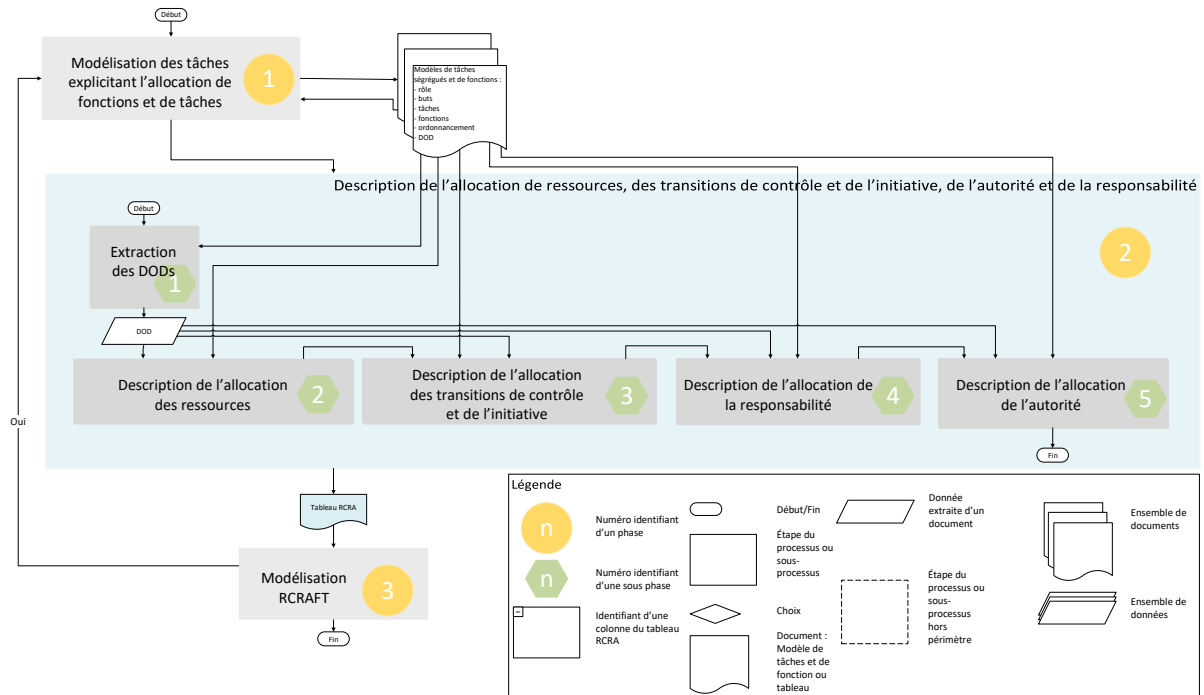 Début
Modélisation des tâches
explicitant l’allocation de
fonctions et de tâches
1
Modèles de tâches
ségrégués et de fonctions :
- rôle
- buts
- tâches
- fonctions
- ordonnancement
- DOD
Description de l’allocation de ressources, des transitions de contrôle et de l’initiative, de l’autorité et de la responsabilité
Début
Extraction
des DODs
1
2
DOD
Description de l’allocation
des ressources
2
Description de l’allocation
des transitions de contrôle
et de l’initiative
3
Description de l’allocation de
la responsabilité
4
Description de l’allocation
de l’autorité
5
Oui
Fin
Tableau RCRA
Modélisation
RCRAFT
3
Fin
Légende
n
Numéro identifiant
d’un phase
n
Numéro identifiant
d’une sous phase
–
Identifiant d’une
colonne du tableau
RCRA
Début/Fin
Étape du
processus ou
sous-
processus
Choix
Document :
Modèle de
tâches et de
fonction ou
tableau
Donnée
extraite d’un
document
Étape du
processus ou
sous-
processus
hors
périmètre
Ensemble de
documents
Ensemble de
données